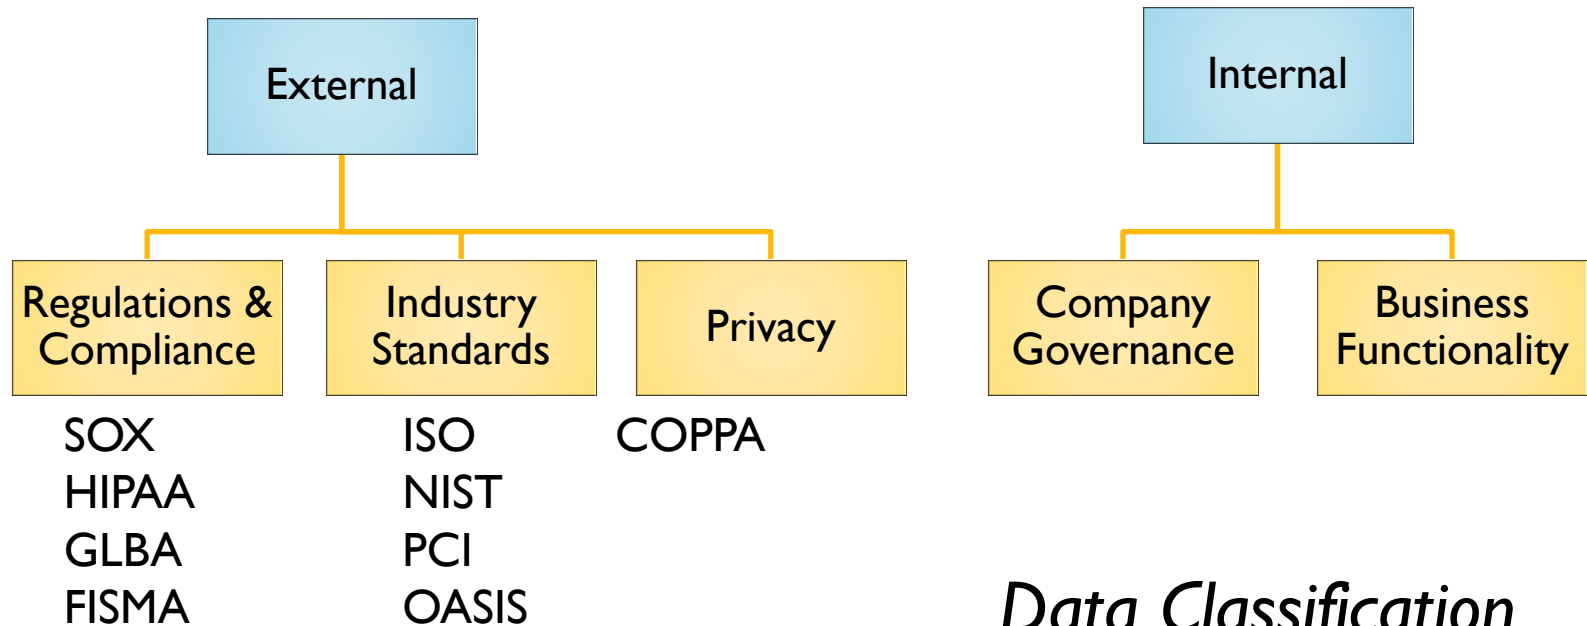 External
Internal
Regulations &
Compliance
Industry
Standards
Privacy
Company
Governance
Business
Functionality
SOX
HIPAA
GLBA
FISMA
ISO
NIST
PCI
OASIS
COPPA
Data Classification